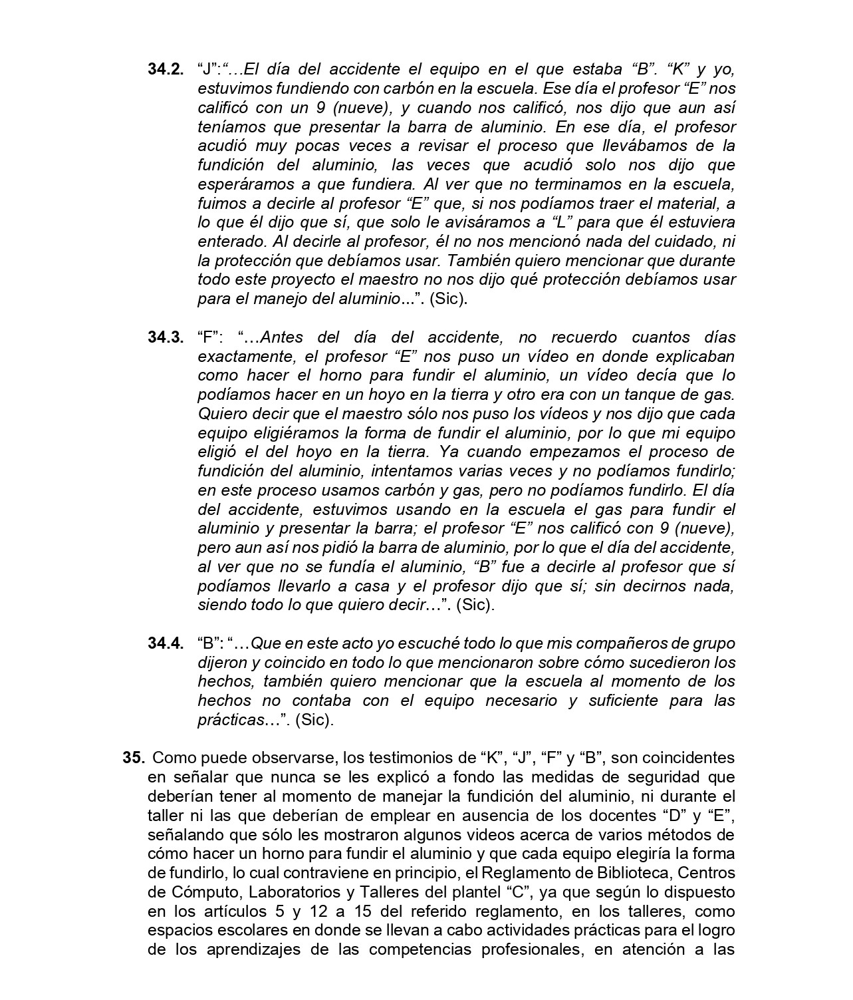 34.2. “J”:“…El día del accidente el equipo en el que estaba “B”. “K” y yo,
estuvimos fundiendo con carbón en la escuela. Ese día el profesor “E” nos
calificó con un 9 (nueve), y cuando nos calificó, nos dijo que aun así
teníamos que presentar la barra de aluminio. En ese día, el profesor
acudió muy pocas veces a revisar el proceso que llevábamos de la
fundición del aluminio, las veces que acudió solo nos dijo que
esperáramos a que fundiera. Al ver que no terminamos en la escuela,
fuimos a decirle al profesor “E” que, si nos podíamos traer el material, a
lo que él dijo que sí, que solo le avisáramos a “L” para que él estuviera
enterado. Al decirle al profesor, él no nos mencionó nada del cuidado, ni
la protección que debíamos usar. También quiero mencionar que durante
todo este proyecto el maestro no nos dijo qué protección debíamos usar
para el manejo del aluminio...”. (Sic).
34.3. “F”: “…Antes del día del accidente, no recuerdo cuantos días
exactamente, el profesor “E” nos puso un vídeo en donde explicaban
como hacer el horno para fundir el aluminio, un vídeo decía que lo
podíamos hacer en un hoyo en la tierra y otro era con un tanque de gas.
Quiero decir que el maestro sólo nos puso los vídeos y nos dijo que cada
equipo eligiéramos la forma de fundir el aluminio, por lo que mi equipo
eligió el del hoyo en la tierra. Ya cuando empezamos el proceso de
fundición del aluminio, intentamos varias veces y no podíamos fundirlo;
en este proceso usamos carbón y gas, pero no podíamos fundirlo. El día
del accidente, estuvimos usando en la escuela el gas para fundir el
aluminio y presentar la barra; el profesor “E” nos calificó con 9 (nueve),
pero aun así nos pidió la barra de aluminio, por lo que el día del accidente,
al ver que no se fundía el aluminio, “B” fue a decirle al profesor que sí
podíamos llevarlo a casa y el profesor dijo que sí; sin decirnos nada,
siendo todo lo que quiero decir…”. (Sic).
34.4. “B”: “…Que en este acto yo escuché todo lo que mis compañeros de grupo
dijeron y coincido en todo lo que mencionaron sobre cómo sucedieron los
hechos, también quiero mencionar que la escuela al momento de los
hechos no contaba con el equipo necesario y suficiente para las
prácticas…”. (Sic).
35. Como puede observarse, los testimonios de “K”, “J”, “F” y “B”, son coincidentes
en señalar que nunca se les explicó a fondo las medidas de seguridad que
deberían tener al momento de manejar la fundición del aluminio, ni durante el
taller ni las que deberían de emplear en ausencia de los docentes “D” y “E”,
señalando que sólo les mostraron algunos videos acerca de varios métodos de
cómo hacer un horno para fundir el aluminio y que cada equipo elegiría la forma
de fundirlo, lo cual contraviene en principio, el Reglamento de Biblioteca, Centros
de Cómputo, Laboratorios y Talleres del plantel “C”, ya que según lo dispuesto
en los artículos 5 y 12 a 15 del referido reglamento, en los talleres, como
espacios escolares en donde se llevan a cabo actividades prácticas para el logro
de los aprendizajes de las competencias profesionales, en atención a las